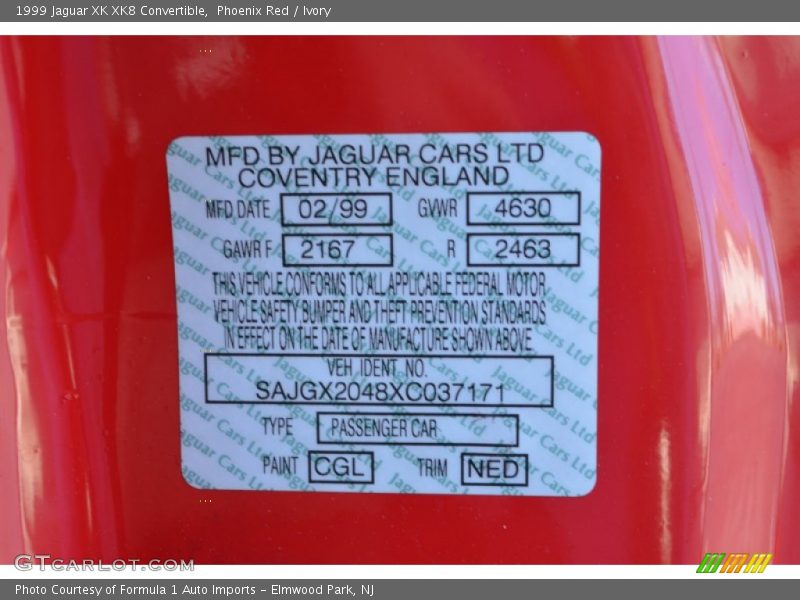 1999 Jaguar XK XK8 Convertible, Phoenix Red / Ivory
MFD BY JAGUAR CARS LTD
COVENTRY ENGLAND
MFD DATE 02/99 GVWR 4630
GAWR F 2167 R 2463
THIS VEHICLE CONFORMS TO ALL APPLICABLE FEDERAL MOTOR
VEHICLE SAFETY BUMPER AND THEFT PREVENTION STANDARDS
IN EFFECT ON THE DATE OF MANUFACTURE SHOWN ABOVE
VEH. IDENT. NO.
SAJGX2048XC037171
TYPE PASSENGER CAR
PAINT CGL TRIM NED
GTCARLOT.COM
Photo Courtesy of Formula 1 Auto Imports - Elmwood Park, NJ